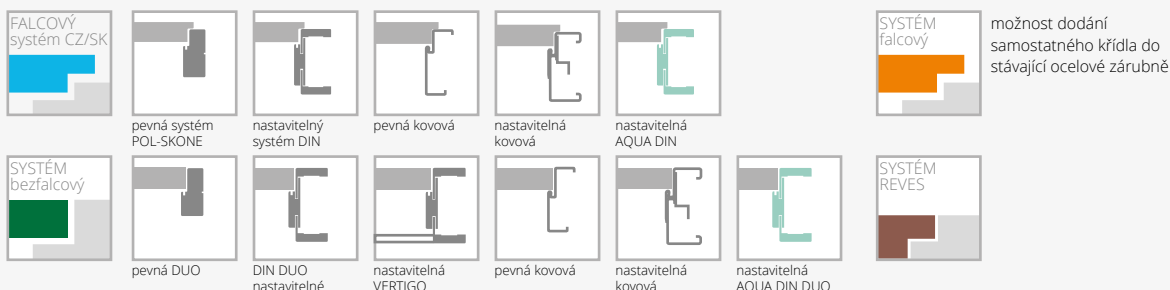 FALCOVÝ
systém CZ/SK
pevná systém
POL-SKONE
nastavitelný
systém DIN
pevná kovová
nastavitelná
kovová
nastavitelná
AQUA DIN
SYSTÉM
falcový
možnost dodání
samostatného křídla do
stávající ocelové zárubně
SYSTÉM
bezfalcový
pevná DUO
DIN DUO
nastavitelné
nastavitelná
VERTIGO
pevná kovová
nastavitelná
kovová
nastavitelná
AQUA DIN DUO
SYSTÉM
REVES